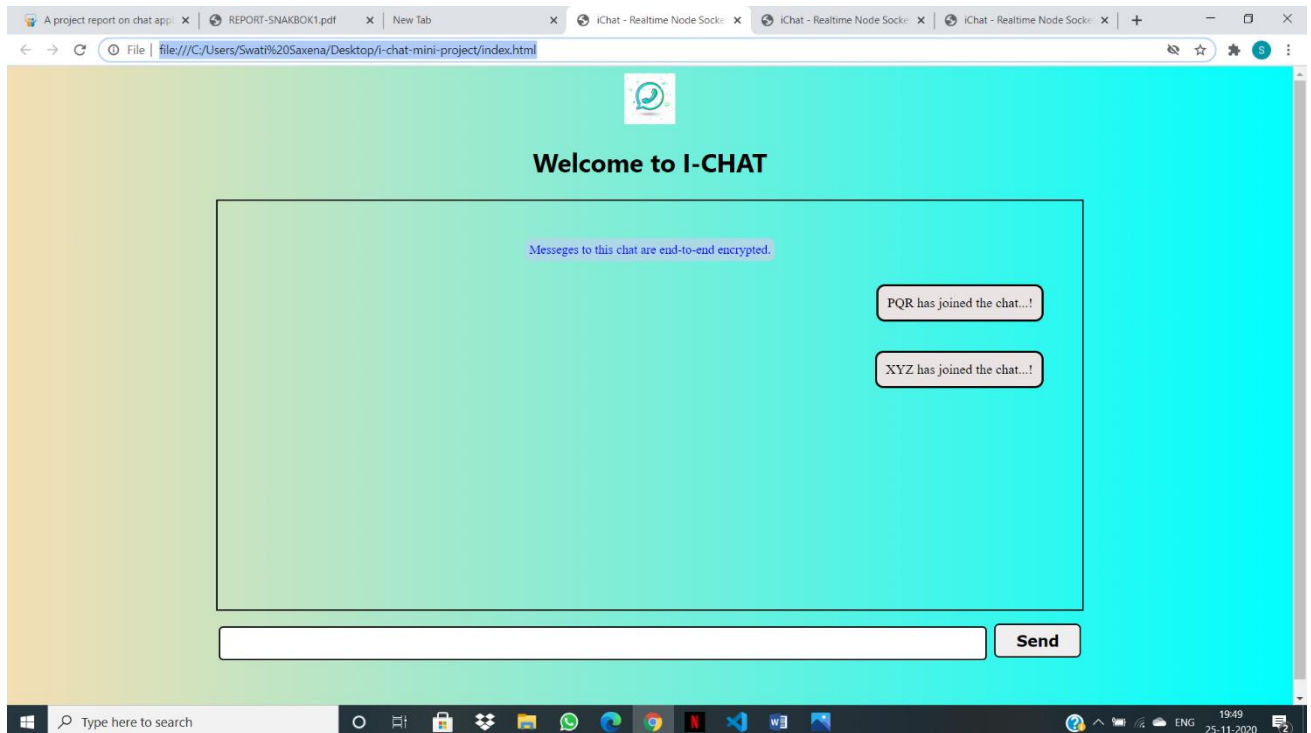 A project report on chat appl
REPORT-SNAKBOK1.pdf
New Tab
iChat - Realtime Node Socke
iChat - Realtime Node Socke
iChat - Realtime Node Socke
File | file:///C:/Users/Swati%20Saxena/Desktop/i-chat-mini-project/index.html
S
Welcome to I-CHAT
Messeges to this chat are end-to-end encrypted.
PQR has joined the chat...!
XYZ has joined the chat...!
Send
Type here to search
N
ENG
19:49
25-11-2020
2